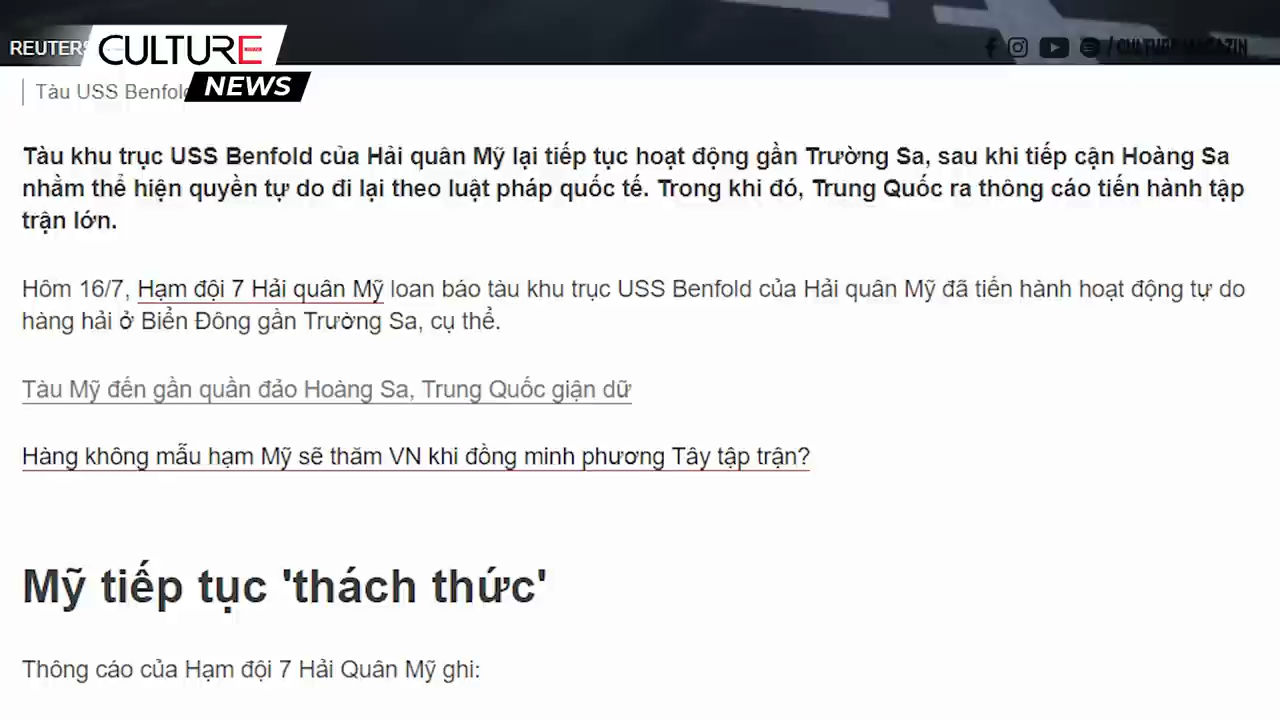 REUTERS
CULTURE
NEWS
/ CULTURE MAGAZIN
Tàu USS Benfold
Tàu khu trục USS Benfold của Hải quân Mỹ lại tiếp tục hoạt động gần Trường Sa, sau khi tiếp cận Hoàng Sa
nhằm thể hiện quyền tự do đi lại theo luật pháp quốc tế. Trong khi đó, Trung Quốc ra thông cáo tiến hành tập
trận lớn.
Hôm 16/7, Hạm đội 7 Hải quân Mỹ loan báo tàu khu trục USS Benfold của Hải quân Mỹ đã tiến hành hoạt động tự do
hàng hải ở Biển Đông gần Trường Sa, cụ thể.
Tàu Mỹ đến gần quần đảo Hoàng Sa, Trung Quốc giận dữ
Hàng không mẫu hạm Mỹ sẽ thăm VN khi đồng minh phương Tây tập trận?
Mỹ tiếp tục 'thách thức'
Thông cáo của Hạm đội 7 Hải Quân Mỹ ghi: